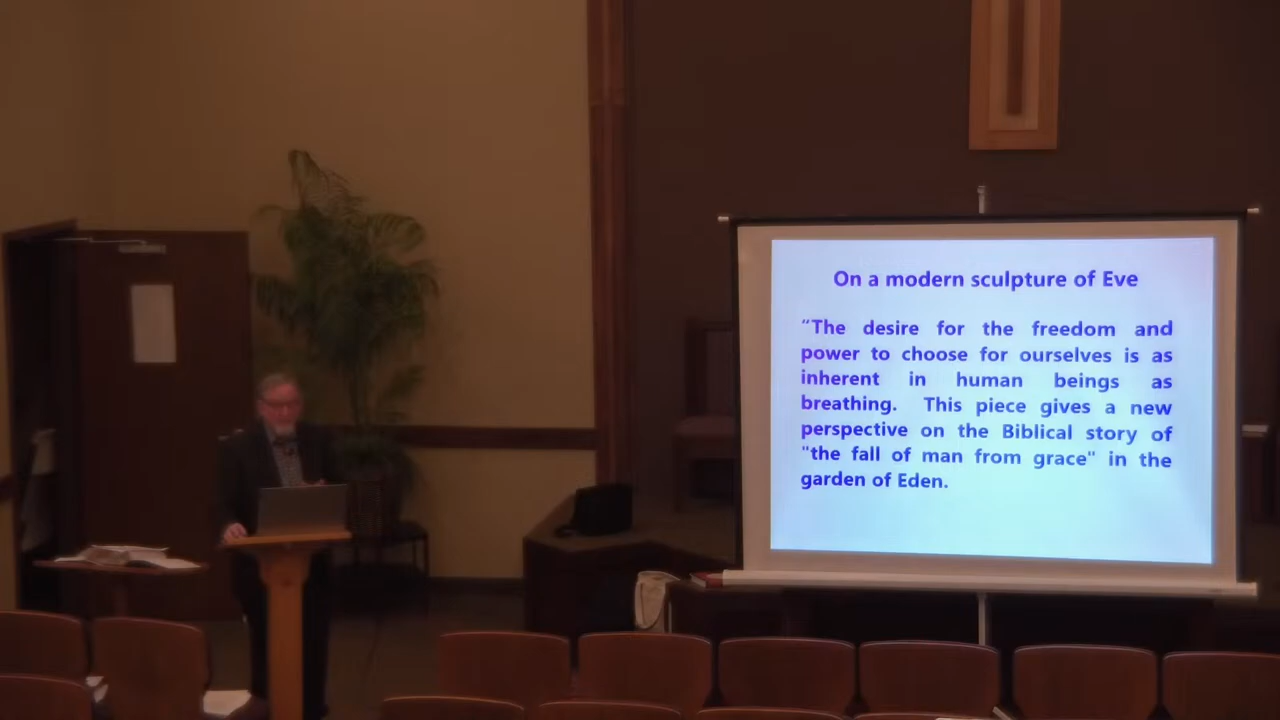 On a modern sculpture of Eve
“The desire for the freedom and
power to choose for ourselves is as
inherent in human beings as
breathing. This piece gives a new
perspective on the Biblical story of
"the fall of man from grace" in the
garden of Eden.